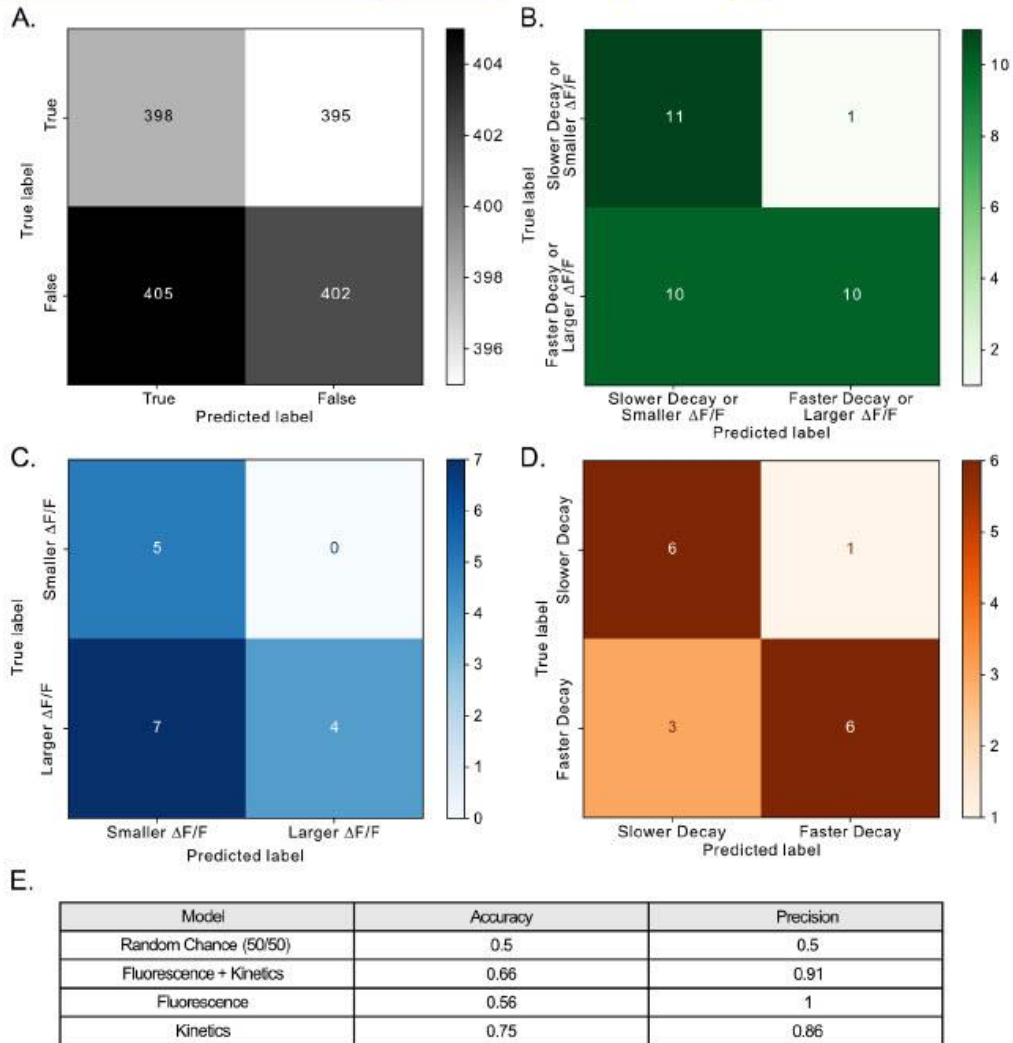 A.
True
False
True label
398
395
405
402
True
False
Predicted label
404
402
400
398
396
B.
Slower Decay or
Smaller ΔF/F
Faster Decay or
Larger ΔF/F
True label
11
1
10
10
Slower Decay or
Smaller ΔF/F
Faster Decay or
Larger ΔF/F
Predicted label
10
8
6
4
2
C.
Smaller ΔF/F
Larger ΔF/F
True label
5
0
7
4
Smaller ΔF/F
Larger ΔF/F
Predicted label
7
6
5
4
3
2
1
0
D.
Slower Decay
Faster Decay
True label
6
1
3
6
Slower Decay
Faster Decay
Predicted label
6
5
4
3
2
1
E.
Model Accuracy Precision
Random Chance (50/50) 0.5 0.5
Fluorescence + Kinetics 0.66 0.91
Fluorescence 0.56 1
Kinetics 0.75 0.86